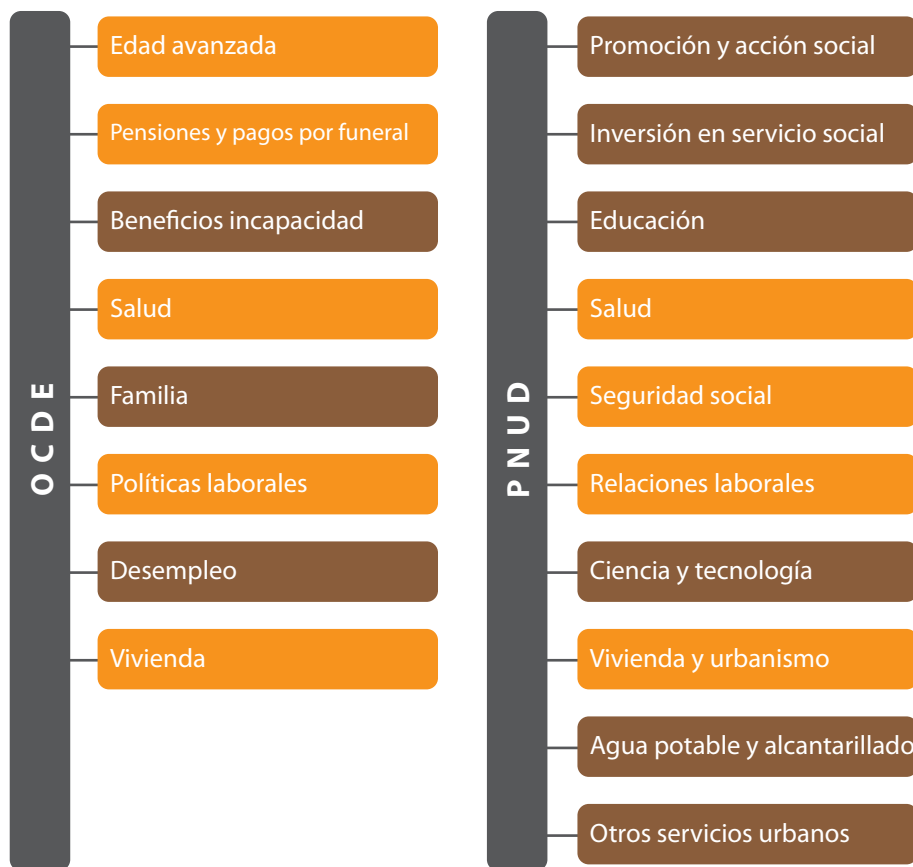 OCDE
Edad avanzada
Pensiones y pagos por funeral
Beneficios incapacidad
Salud
Familia
Políticas laborales
Desempleo
Vivienda
PNUD
Promoción y acción social
Inversión en servicio social
Educación
Salud
Seguridad social
Relaciones laborales
Ciencia y tecnología
Vivienda y urbanismo
Agua potable y alcantarillado
Otros servicios urbanos